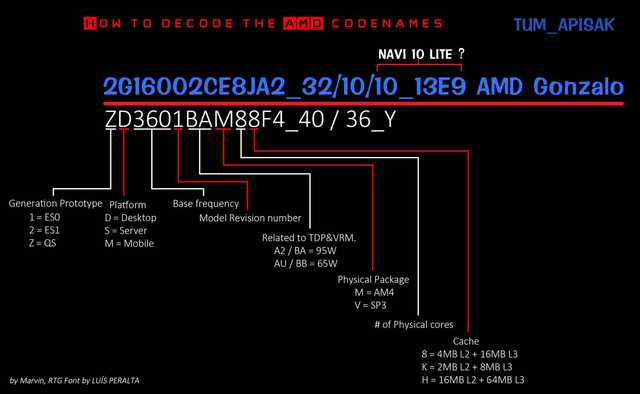 How to decode the AMD codenames
TUM_APISAK
NAVI 10 LITE ?
2G16002CE8JA2_32/10/10_13E9 AMD Gonzalo
ZD3601BAM88F4_40 / 36_Y
Generation Prototype
1 = ES0
2 = ES1
Z = QS
Platform
D = Desktop
S = Server
M = Mobile
Base frequency
Model Revision number
Related to TDP&VRM.
A2 / BA = 95W
AU / BB = 65W
Physical Package
M = AM4
V = SP3
# of Physical cores
Cache
8 = 4MB L2 + 16MB L3
K = 2MB L2 + 8MB L3
H = 16MB L2 + 64MB L3
by Marvin, RTG Font by LUÍS PERALTA